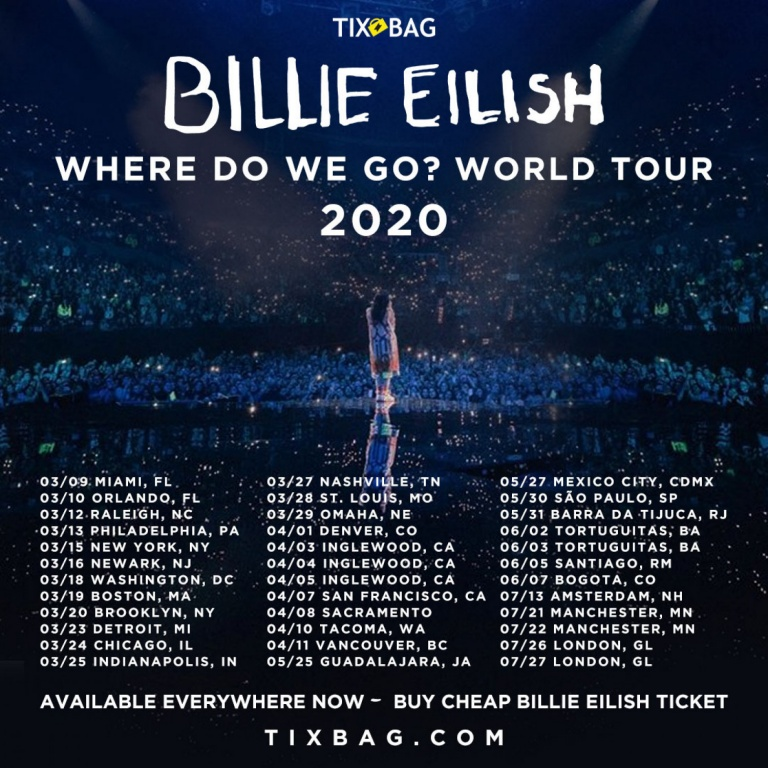 TIXBAG
BILLIE EILISH
WHERE DO WE GO? WORLD TOUR
2020
03/09 MIAMI, FL
03/10 ORLANDO, FL
03/12 RALEIGH, NC
03/13 PHILADELPHIA, PA
03/15 NEW YORK, NY
03/16 NEWARK, NJ
03/18 WASHINGTON, DC
03/19 BOSTON, MA
03/20 BROOKLYN, NY
03/23 DETROIT, MI
03/24 CHICAGO, IL
03/25 INDIANAPOLIS, IN
03/27 NASHVILLE, TN
03/28 ST. LOUIS, MO
03/29 OMAHA, NE
04/01 DENVER, CO
04/03 INGLEWOOD, CA
04/04 INGLEWOOD, CA
04/05 INGLEWOOD, CA
04/07 SAN FRANCISCO, CA
04/08 SACRAMENTO
04/10 TACOMA, WA
04/11 VANCOUVER, BC
05/25 GUADALAJARA, JA
05/27 MEXICO CITY, CDMX
05/30 SÃO PAULO, SP
05/31 BARRA DA TIJUCA, RJ
06/02 TORTUGUITAS, BA
06/03 TORTUGUITAS, BA
06/05 SANTIAGO, RM
06/07 BOGOTÁ, CO
07/13 AMSTERDAM, NH
07/21 MANCHESTER, MN
07/22 MANCHESTER, MN
07/26 LONDON, GL
07/27 LONDON, GL
AVAILABLE EVERYWHERE NOW ~ BUY CHEAP BILLIE EILISH TICKET
TIXBAG.COM